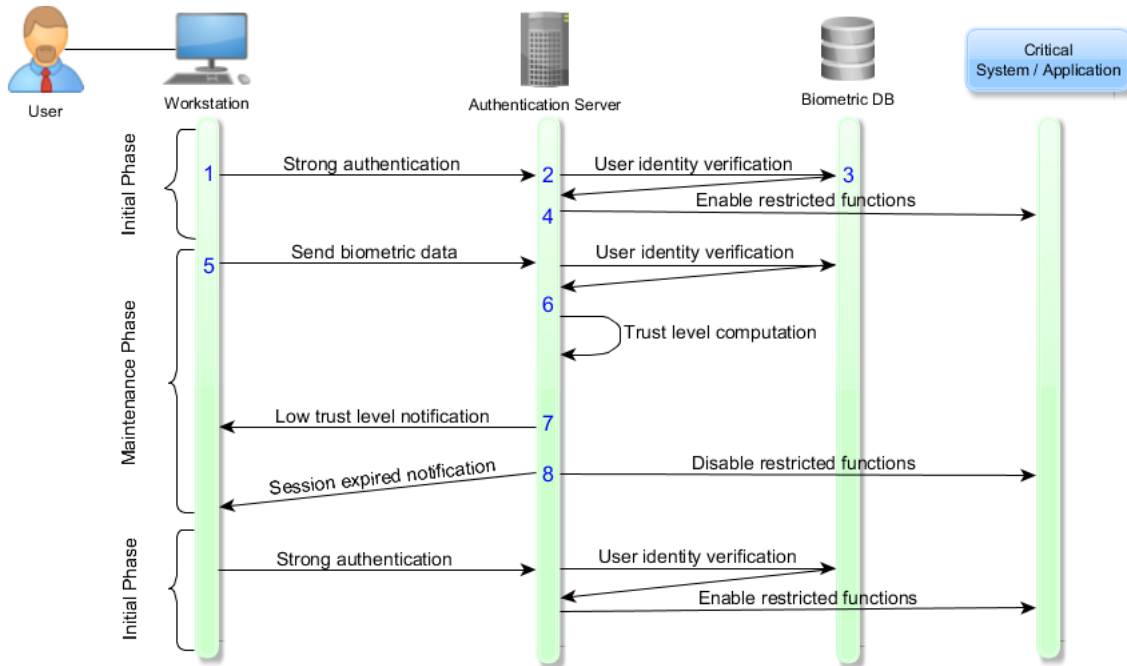 User
Workstation
Authentication Server
Biometric DB
Critical
System / Application
Initial Phase
1
Strong authentication
2
User identity verification
3
4
Enable restricted functions
Maintenance Phase
5
Send biometric data
User identity verification
6
Trust level computation
Low trust level notification
7
Session expired notification
8
Disable restricted functions
Initial Phase
Strong authentication
User identity verification
Enable restricted functions